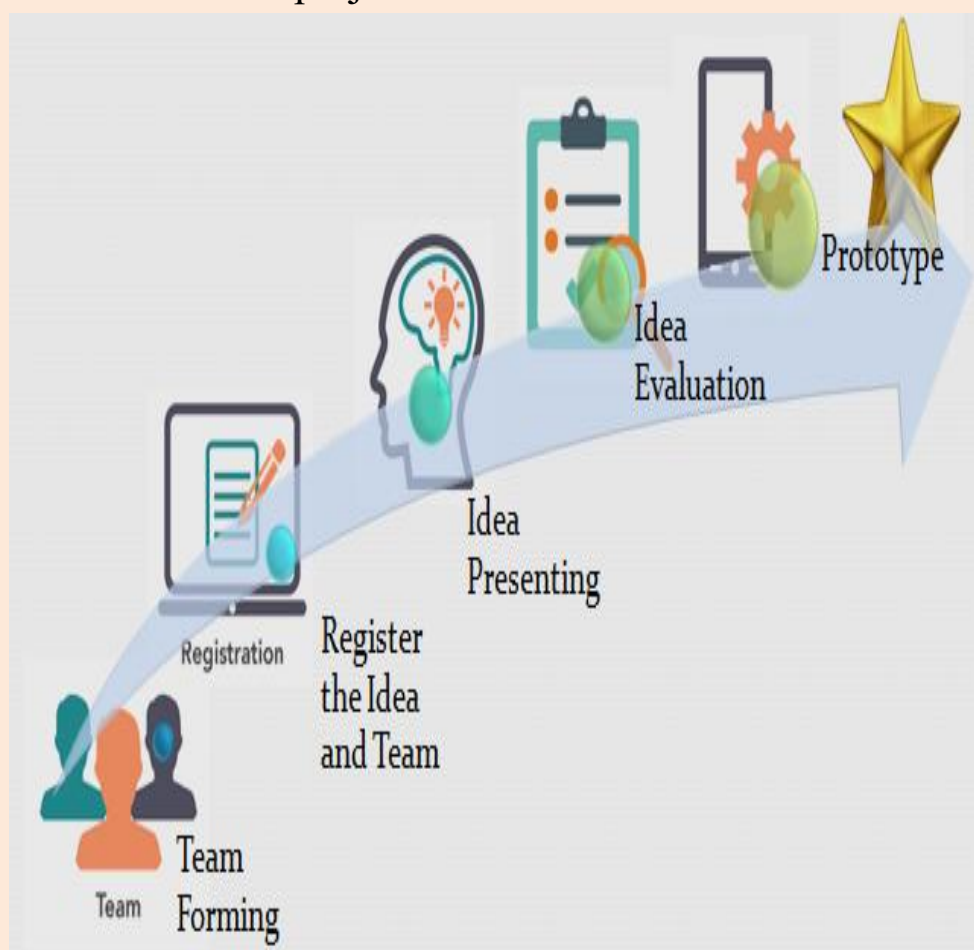 Prototype
Idea
Evaluation
Idea
Presenting
Registration
Register
the Idea
and Team
Team
Forming
Team